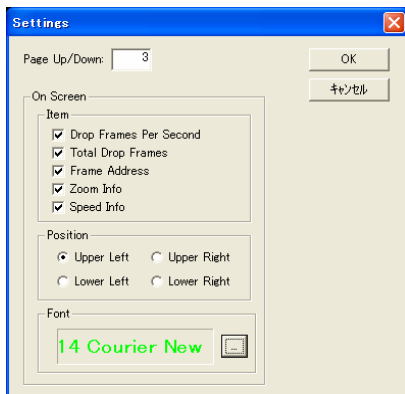 Settings
Page Up/Down: 3
OK
キャンセル
On Screen
Item
Drop Frames Per Second
Total Drop Frames
Frame Address
Zoom Info
Speed Info
Position
Upper Left Upper Right
Lower Left Lower Right
Font
14 Courier New ...